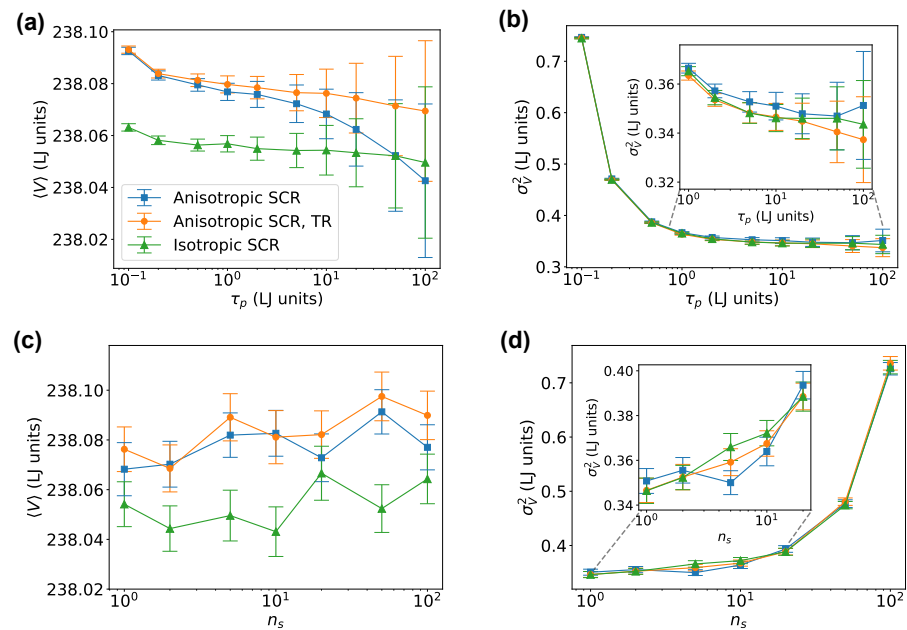 (a)
238.10
238.08
238.06
238.04
238.02
⟨V⟩ (LJ units)
Anisotropic SCR
Anisotropic SCR, TR
Isotropic SCR
10⁻¹ 10⁰ 10¹ 10²
τₚ (LJ units)
(b)
0.7
0.6
0.5
0.4
0.3
σ²_V (LJ units)
0.36
0.34
0.32
σ²_V (LJ units)
10⁰ 10¹ 10²
τₚ (LJ units)
10⁻¹ 10⁰ 10¹ 10²
τₚ (LJ units)
(c)
238.10
238.08
238.06
238.04
238.02
⟨V⟩ (LJ units)
10⁰ 10¹ 10²
nₛ
(d)
0.7
0.6
0.5
0.4
σ²_V (LJ units)
0.40
0.38
0.36
0.34
σ²_V (LJ units)
10⁰ 10¹
nₛ
10⁰ 10¹ 10²
nₛ